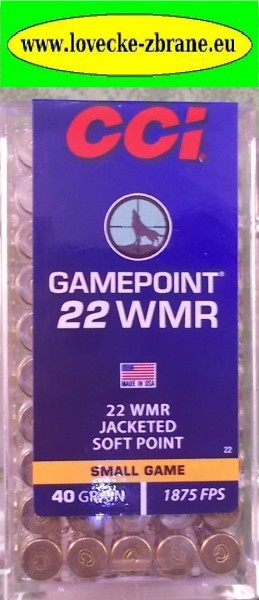 www.lovecke-zbrane.eu
CCI
GAMEPOINT®
22 WMR
MADE IN USA
22 WMR
JACKETED
SOFT POINT
22
SMALL GAME
40 GRAIN 1875 FPS
C C C C